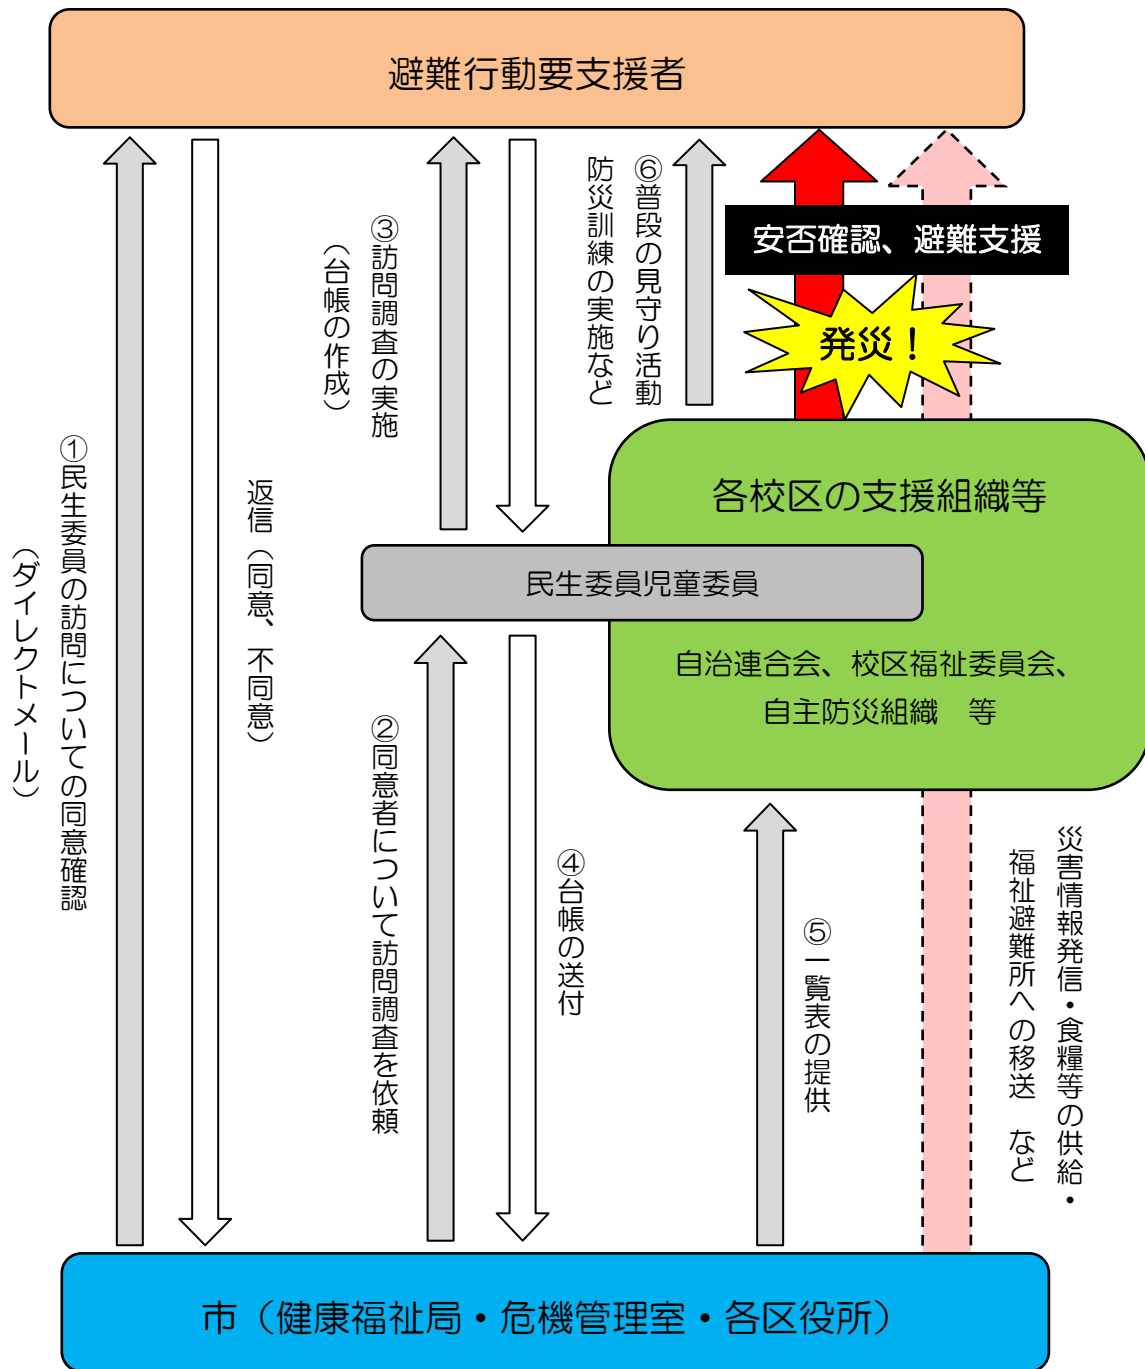 避難行動要支援者
①民生委員の訪問についての同意確認
（ダイレクトメール）
返信（同意、不同意）
③訪問調査の実施
（台帳の作成）
⑥普段の見守り活動
防災訓練の実施など
安否確認、避難支援
発災！
各校区の支援組織等
民生委員児童委員
自治連合会、校区福祉委員会、
自主防災組織　等
②同意者について訪問調査を依頼
④台帳の送付
⑤一覧表の提供
災害情報発信・食糧等の供給・
福祉避難所への移送　など
市（健康福祉局・危機管理室・各区役所）